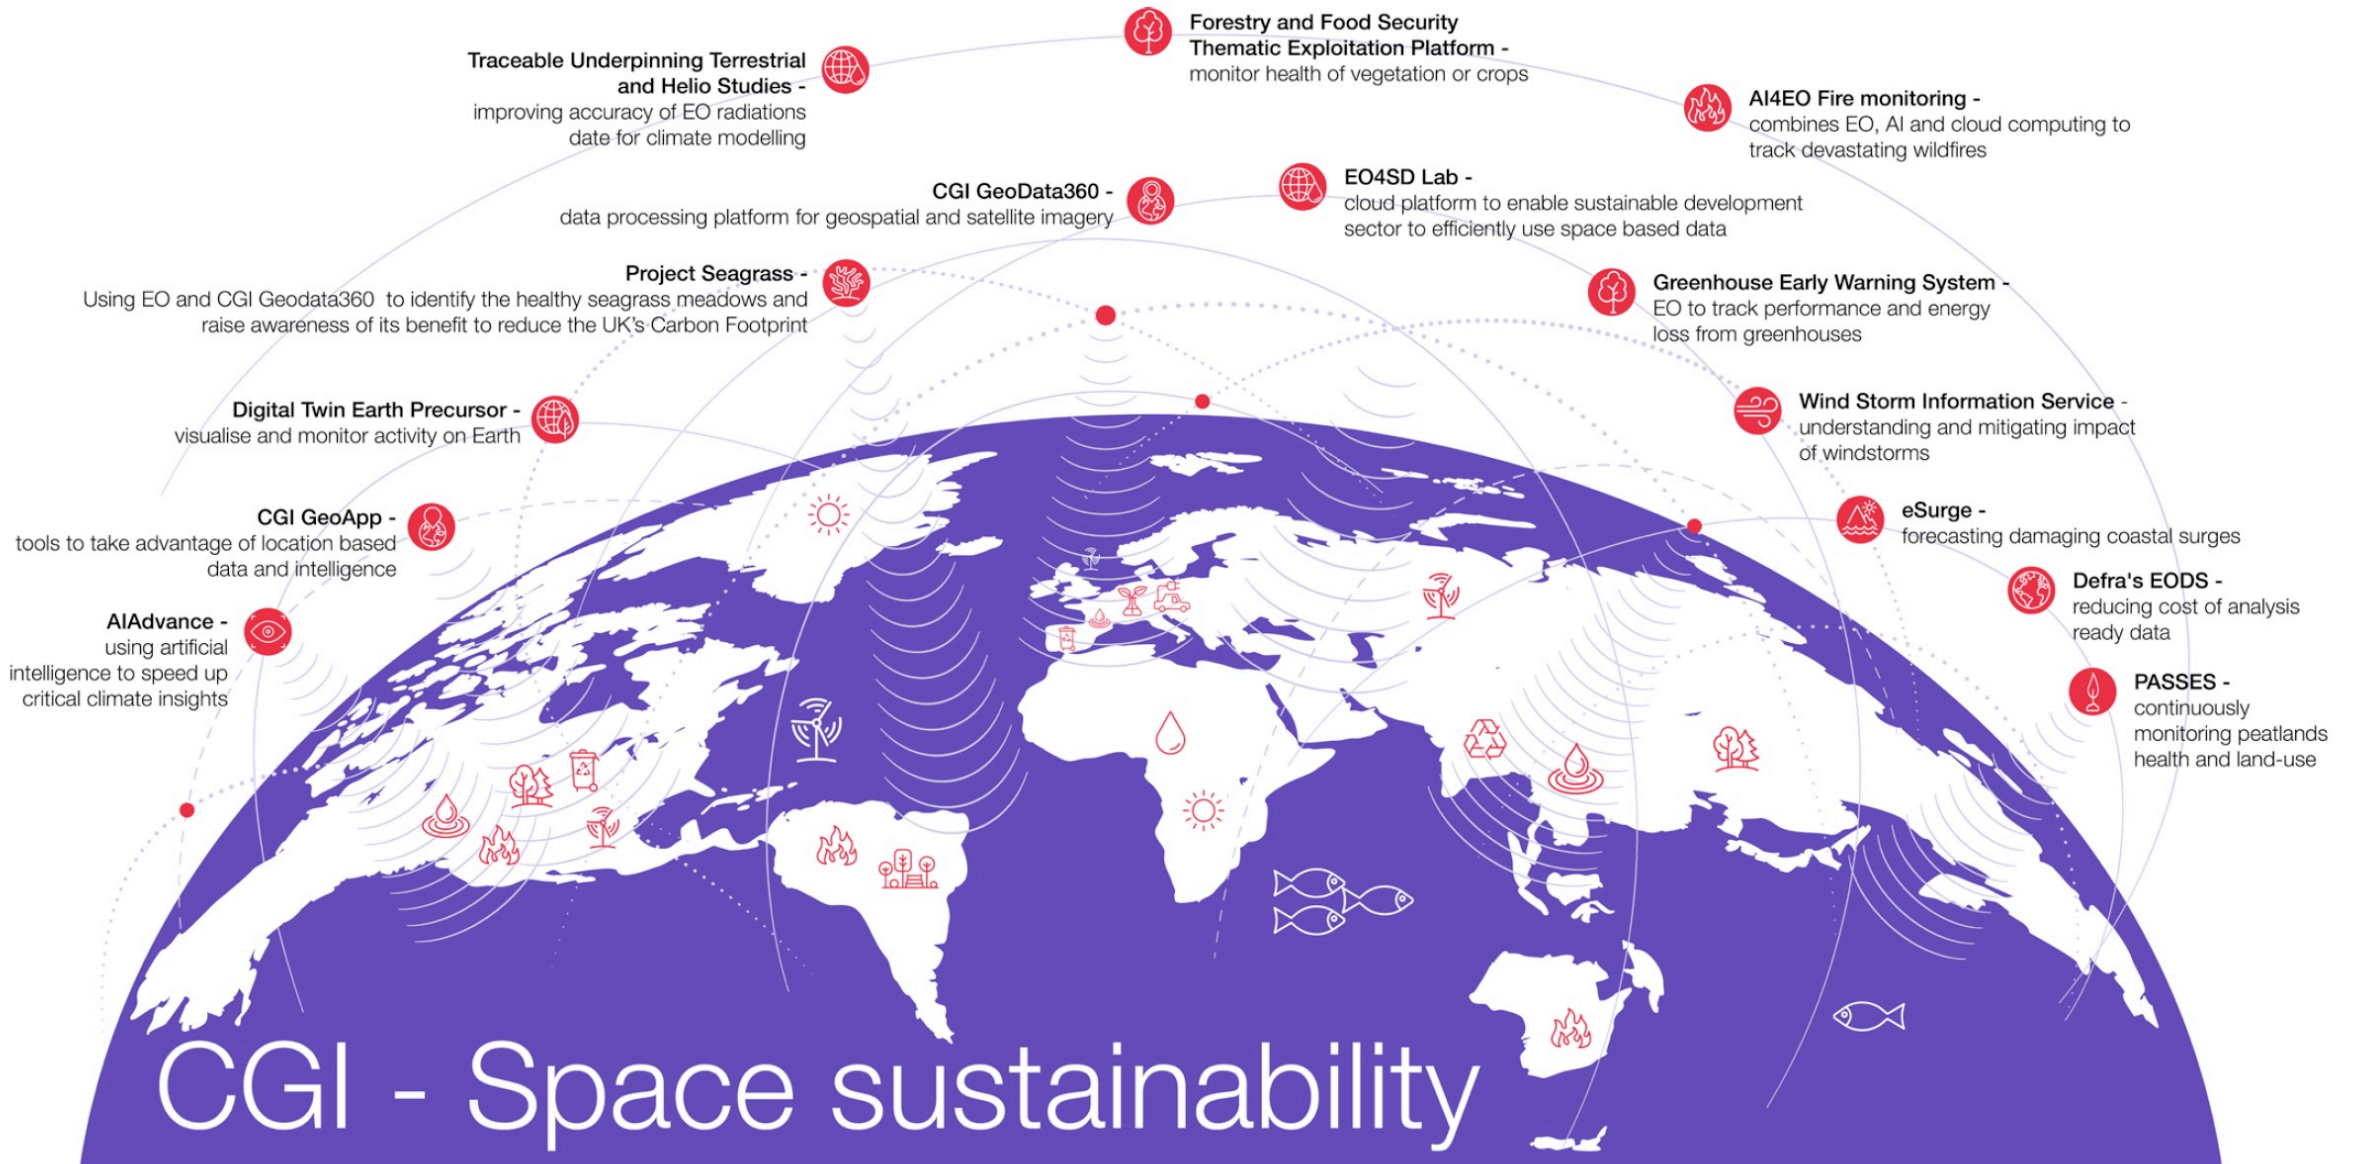 Forestry and Food Security
Thematic Exploitation Platform -
monitor health of vegetation or crops
Traceable Underpinning Terrestrial
and Helio Studies -
improving accuracy of EO radiations
date for climate modelling
AI4EO Fire monitoring -
combines EO, AI and cloud computing to
track devastating wildfires
CGI GeoData360 -
data processing platform for geospatial and satellite imagery
EO4SD Lab -
cloud platform to enable sustainable development
sector to efficiently use space based data
Project Seagrass -
Using EO and CGI Geodata360 to identify the healthy seagrass meadows and
raise awareness of its benefit to reduce the UK's Carbon Footprint
Greenhouse Early Warning System -
EO to track performance and energy
loss from greenhouses
Digital Twin Earth Precursor -
visualise and monitor activity on Earth
Wind Storm Information Service -
understanding and mitigating impact
of windstorms
CGI GeoApp -
tools to take advantage of location based
data and intelligence
eSurge -
forecasting damaging coastal surges
AIAdvance -
using artificial
intelligence to speed up
critical climate insights
Defra's EODS -
reducing cost of analysis
ready data
PASSES -
continuously
monitoring peatlands
health and land-use
CGI - Space sustainability